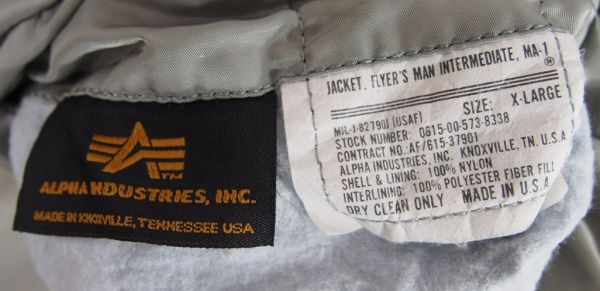 TM
ALPHA INDUSTRIES, INC.
MADE IN KNOXVILLE, TENNESSEE USA
JACKET, FLYER'S MAN INTERMEDIATE, MA-1
®
MIL-J-8279DJ (USAF) SIZE: X-LARGE
STOCK NUMBER: 0615-00-573-8338
CONTRACT NO:/AF/615-37901
ALPHA INDUSTRIES, INC. KNOXVILLE, TN. U.S.A.
SHELL & LINING: 100% NYLON
INTERLINING: 100% POLYESTER FIBER FILL
DRY CLEAN ONLY MADE IN U.S.A